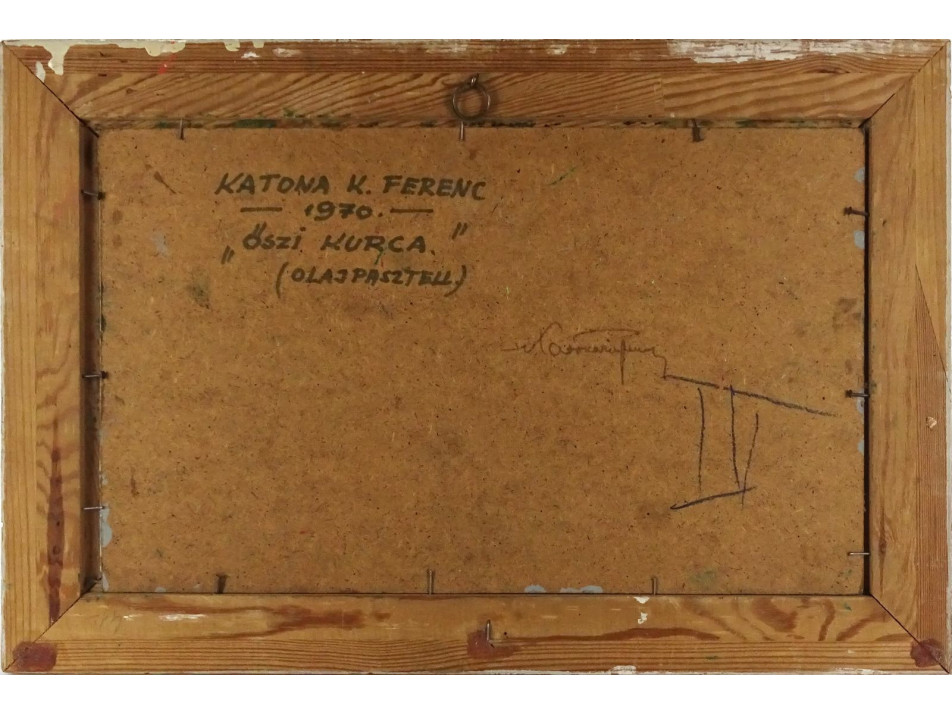 KATONA K. FERENC
— 1970. —
„ŐSZI KURCA."
(OLAJPASZTELL)